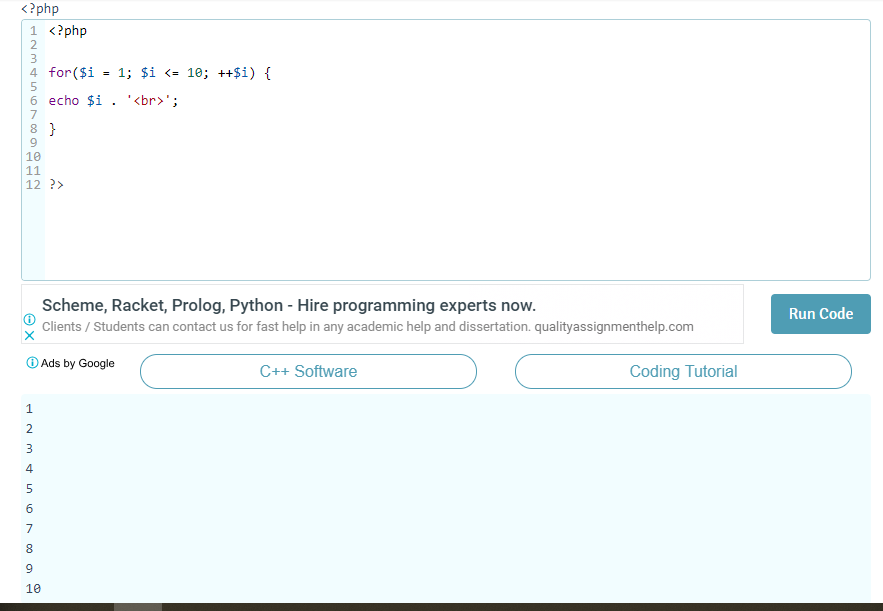 <?php
1 <?php
2
3
4 for($i = 1; $i <= 10; ++$i) {
5
6 echo $i . '<br>';
7
8 }
9
10
11
12 ?>
Scheme, Racket, Prolog, Python - Hire programming experts now.
Clients / Students can contact us for fast help in any academic help and dissertation. qualityassignmenthelp.com
Run Code
Ads by Google
C++ Software
Coding Tutorial
1
2
3
4
5
6
7
8
9
10